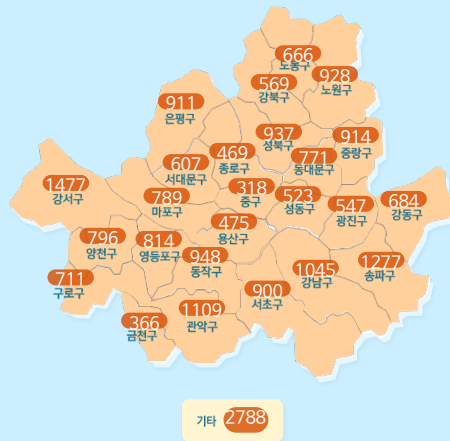 666
노봉구
928
노원구
569
강북구
911
은평구
937
성북구
914
중랑구
469
종로구
771
동대문구
607
서대문구
1477
강서구
318
중구
789
마포구
523
성동구
547
광진구
684
강동구
475
용산구
796
양천구
814
영등포구
948
동작구
1277
송파구
1045
강남구
711
구로구
900
서초구
1109
관악구
366
금천구
기타 2788